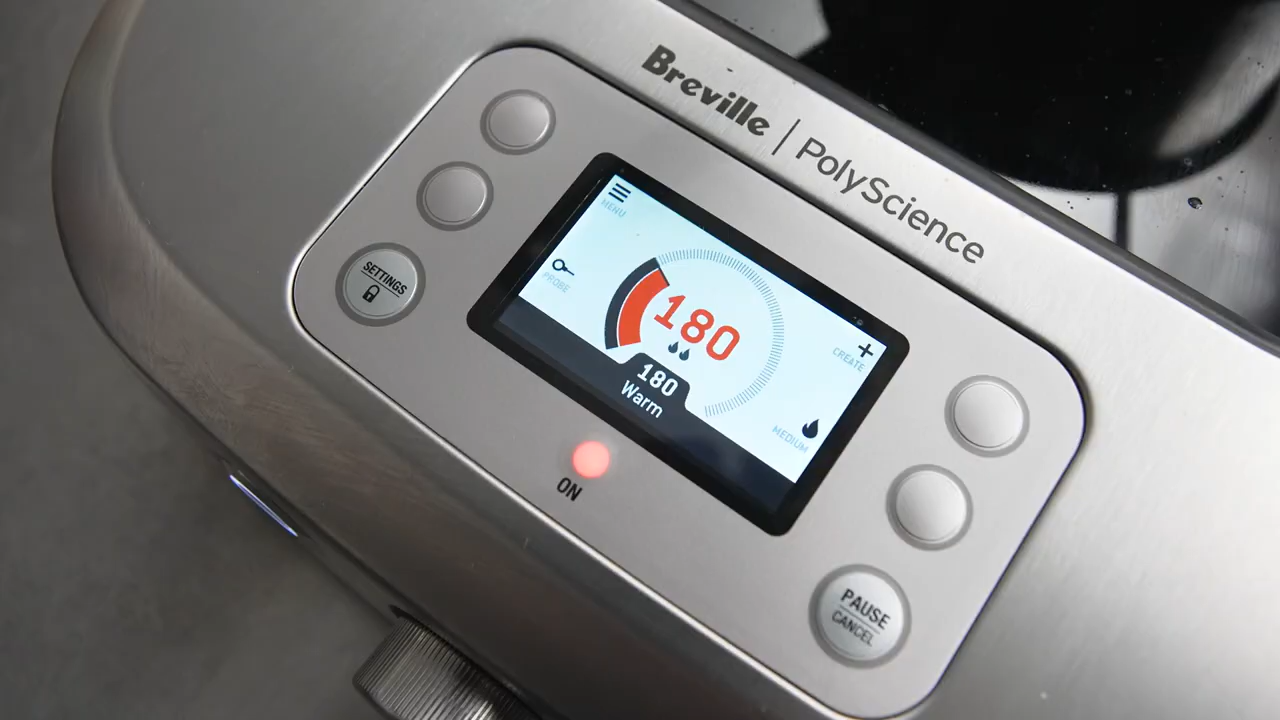 Breville | PolyScience
MENU
PROBE
180
180
Warm
CREATE
MEDIUM
SETTINGS
ON
PAUSE
CANCEL